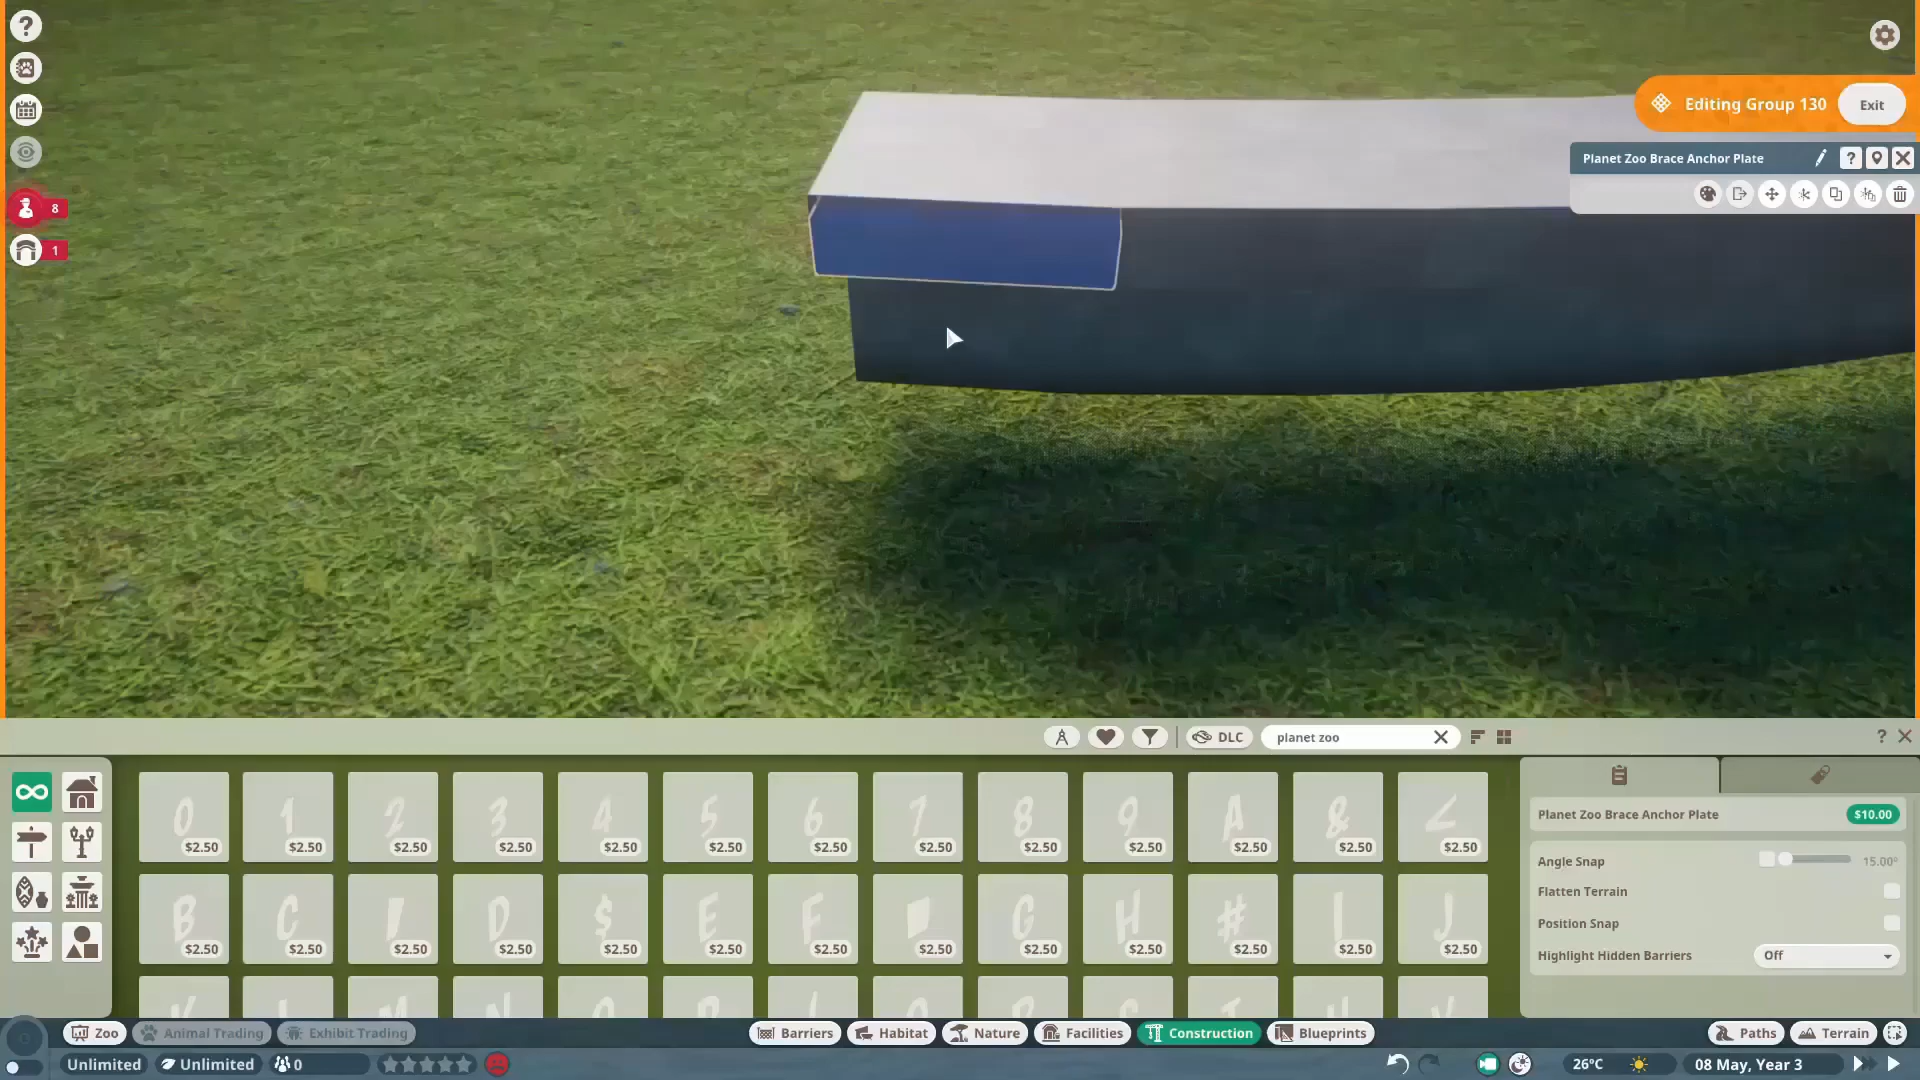 ?
Editing Group 130 Exit
Planet Zoo Brace Anchor Plate ?
8
1
DLC planet zoo ?
0 1 2 3 4 5 6 7 8 9 A & <
$2.50 $2.50 $2.50 $2.50 $2.50 $2.50 $2.50 $2.50 $2.50 $2.50 $2.50 $2.50 $2.50
B C D $ E F G H # I J
$2.50 $2.50 $2.50 $2.50 $2.50 $2.50 $2.50 $2.50 $2.50 $2.50 $2.50 $2.50 $2.50
Planet Zoo Brace Anchor Plate $10.00
Angle Snap 15.00°
Flatten Terrain
Position Snap
Highlight Hidden Barriers Off
Zoo Animal Trading Exhibit Trading Barriers Habitat Nature Facilities Construction Blueprints Paths Terrain
Unlimited Unlimited 0 26°C 08 May, Year 3